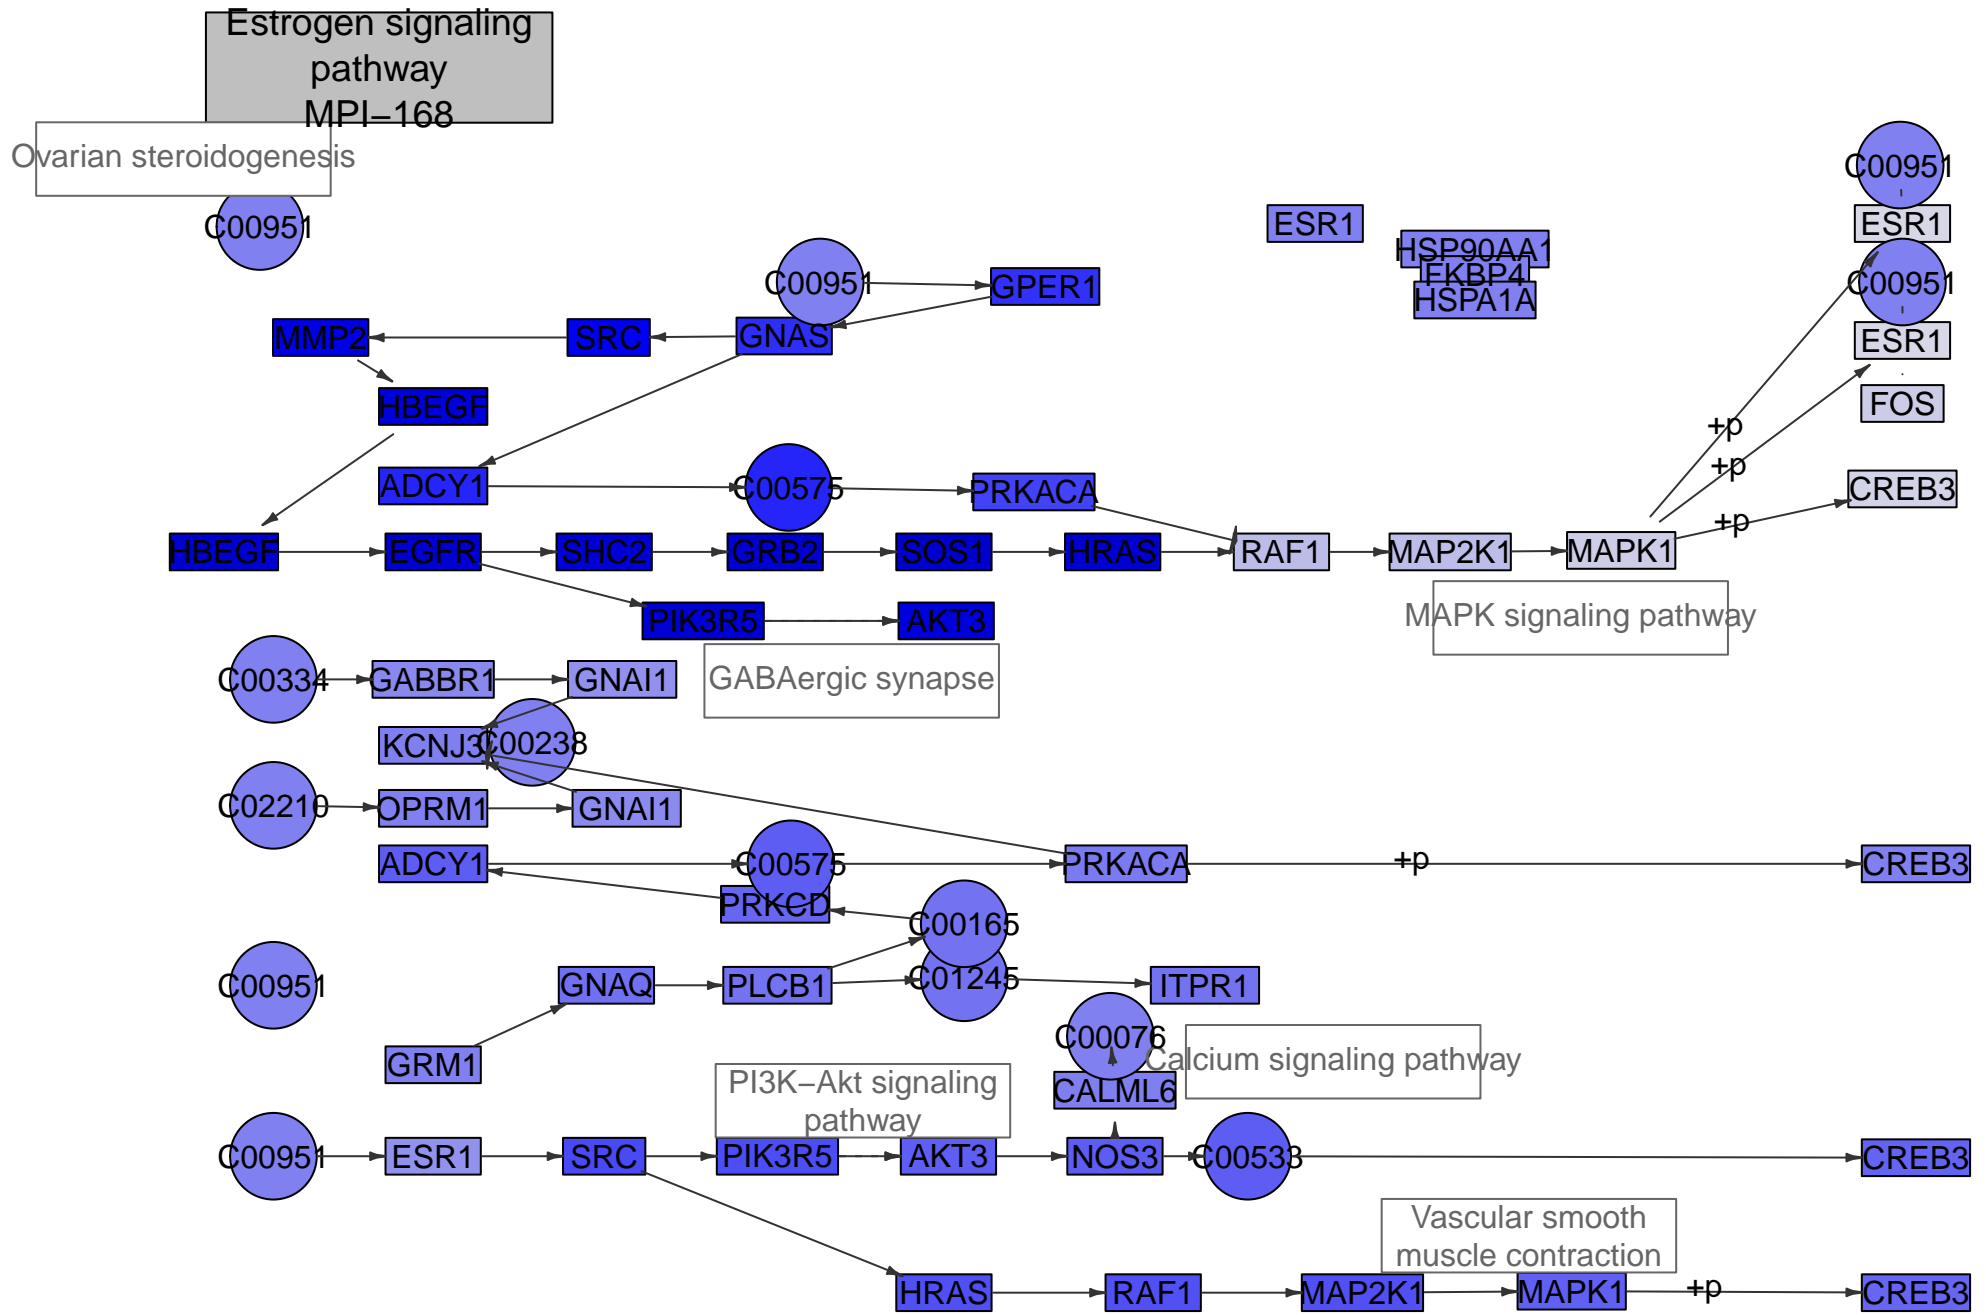 Estrogen signaling
pathway
MPI−168
Ovarian steroidogenesis
C00951
C00951
C00951
ESR1
ESR1
HSP90AA1
FKBP4
HSPA1A
C00951
GPER1
C00951
ESR1
MMP2
SRC
GNAS
HBEGF
FOS
+p
+p
ADCY1
C00575
PRKACA
CREB3
+p
HBEGF
EGFR
SHC2
GRB2
SOS1
HRAS
RAF1
MAP2K1
MAPK1
PIK3R5
AKT3
MAPK signaling pathway
C00334
GABBR1
GNAI1
GABAergic synapse
KCNJ3
C00238
C02210
OPRM1
GNAI1
ADCY1
C00575
PRKACA
+p
CREB3
PRKCD
C00165
C00951
GNAQ
PLCB1
C01245
ITPR1
C00076
Calcium signaling pathway
GRM1
CALML6
PI3K−Akt signaling
pathway
C00951
ESR1
SRC
PIK3R5
AKT3
NOS3
C00533
CREB3
Vascular smooth
muscle contraction
HRAS
RAF1
MAP2K1
MAPK1
+p
CREB3